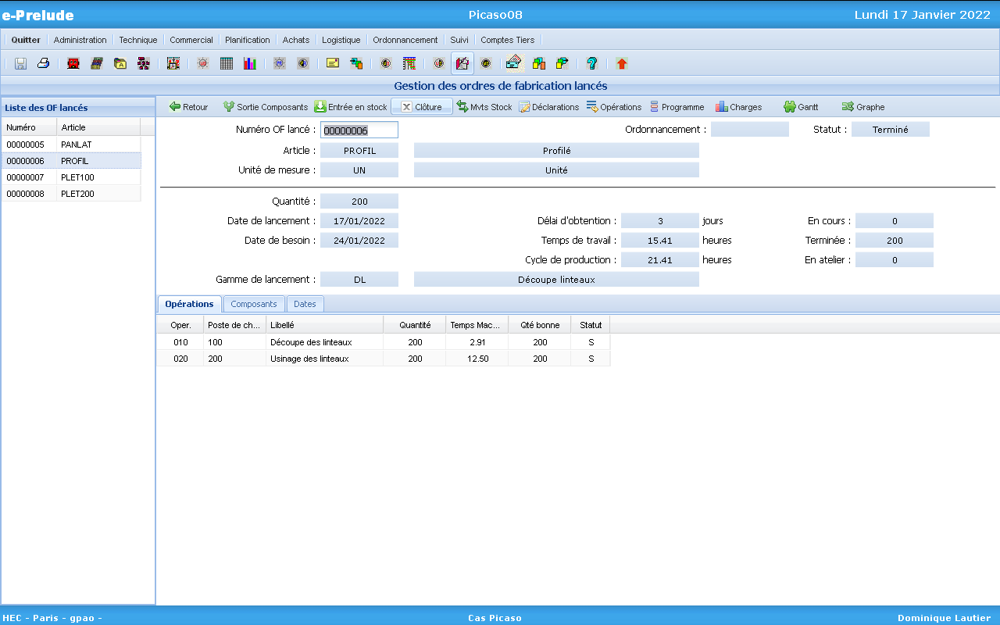 e-Prelude Picaso08 Lundi 17 Janvier 2022
Quitter Administration Technique Commercial Planification Achats Logistique Ordonnancement Suivi Comptes Tiers
Gestion des ordres de fabrication lancés
Liste des OF lancés
Numéro Article
00000005 PANLAT
00000006 PROFIL
00000007 PLET100
00000008 PLET200
Retour Sortie Composants Entrée en stock Clôture Mvts Stock Déclarations Opérations Programme Charges Gantt Graphe
Numéro OF lancé : 00000006 Ordonnancement : Statut : Terminé
Article : PROFIL Profilé
Unité de mesure : UN Unité
Quantité : 200
Date de lancement : 17/01/2022 Délai d'obtention : 3 jours En cours : 0
Date de besoin : 24/01/2022 Temps de travail : 15.41 heures Terminée : 200
Cycle de production : 21.41 heures En atelier : 0
Gamme de lancement : DL Découpe linteaux
Opérations Composants Dates
Oper. Poste de ch... Libellé Quantité Temps Mac... Qté bonne Statut
010 100 Découpe des linteaux 200 2.91 200 S
020 200 Usinage des linteaux 200 12.50 200 S
HEC - Paris - gpao - Cas Picaso Dominique Lautier